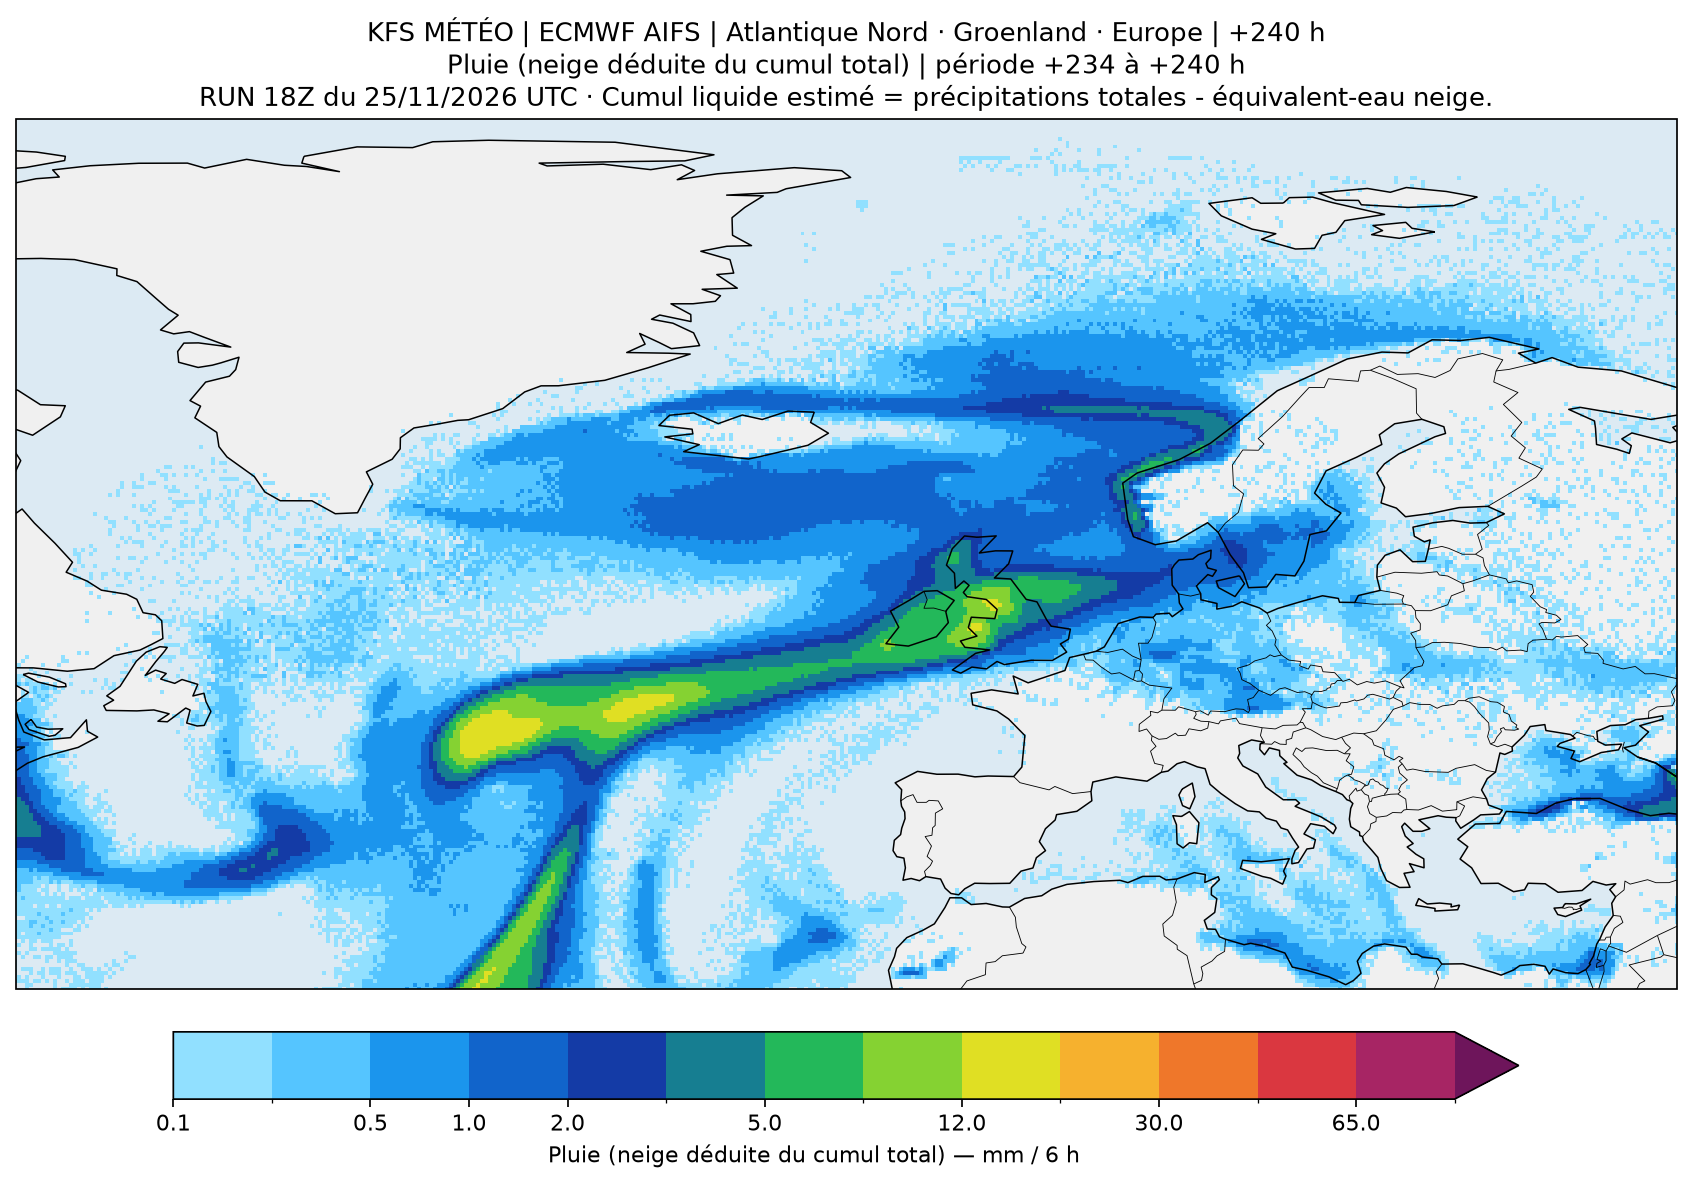 KFS MÉTÉO | ECMWF AIFS | Atlantique Nord · Groenland · Europe | +240 h
Pluie (neige déduite du cumul total) | période +234 à +240 h
RUN 18Z du 25/11/2026 UTC · Cumul liquide estimé = précipitations totales - équivalent-eau neige.
0.1 0.5 1.0 2.0 5.0 12.0 30.0 65.0
Pluie (neige déduite du cumul total) — mm / 6 h